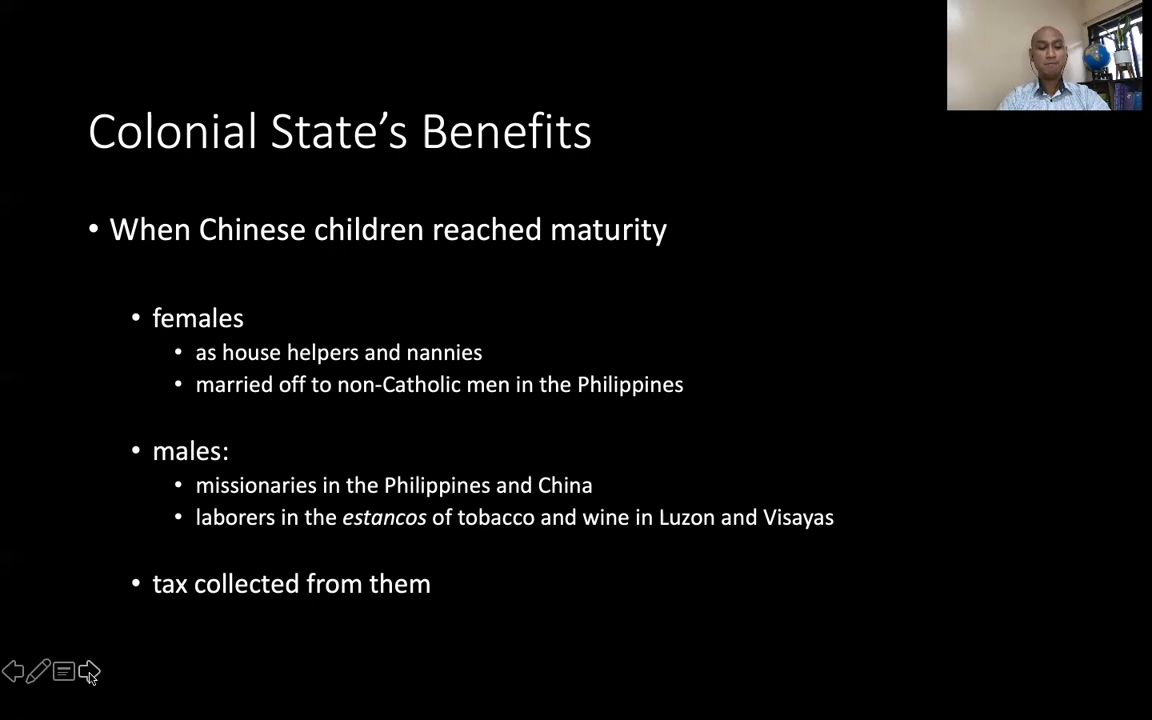 Colonial State’s Benefits
• When Chinese children reached maturity
• females
• as house helpers and nannies
• married off to non-Catholic men in the Philippines
• males:
• missionaries in the Philippines and China
• laborers in the estancos of tobacco and wine in Luzon and Visayas
• tax collected from them